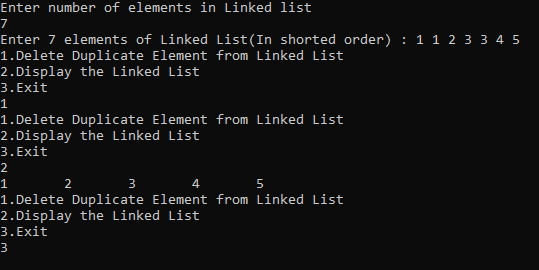 Enter number of elements in Linked list
7
Enter 7 elements of Linked List(In shorted order) : 1 1 2 3 3 4 5
1.Delete Duplicate Element from Linked List
2.Display the Linked List
3.Exit
1
1.Delete Duplicate Element from Linked List
2.Display the Linked List
3.Exit
2
1 2 3 4 5
1.Delete Duplicate Element from Linked List
2.Display the Linked List
3.Exit
3